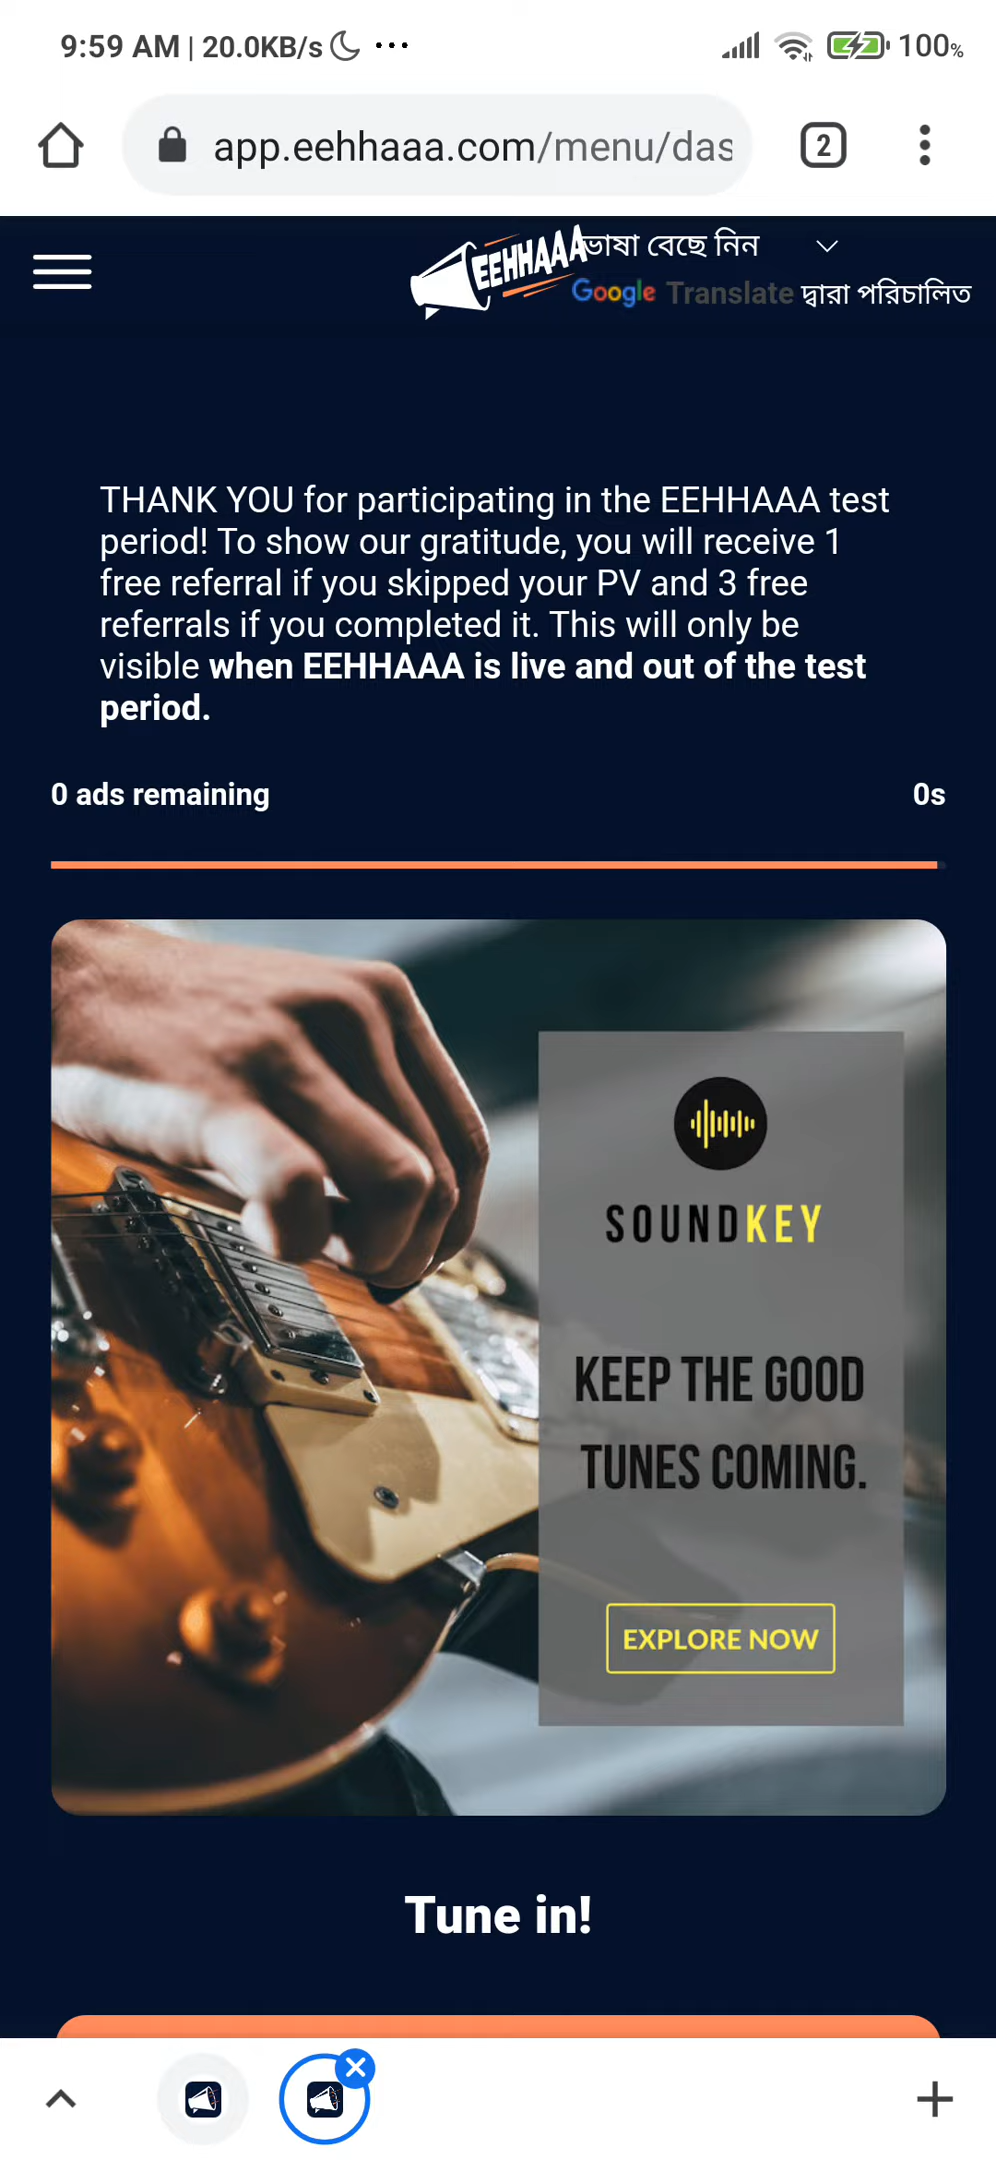 9:59 AM | 20.0KB/s ...
100%
app.eehhaaa.com/menu/das
2
EEHHAAA
ভাষা বেছে নিন
Google Translate দ্বারা পরিচালিত
THANK YOU for participating in the EEHHAAA test
period! To show our gratitude, you will receive 1
free referral if you skipped your PV and 3 free
referrals if you completed it. This will only be
visible when EEHHAAA is live and out of the test
period.
0 ads remaining
0s
SOUNDKEY
KEEP THE GOOD
TUNES COMING.
EXPLORE NOW
Tune in!